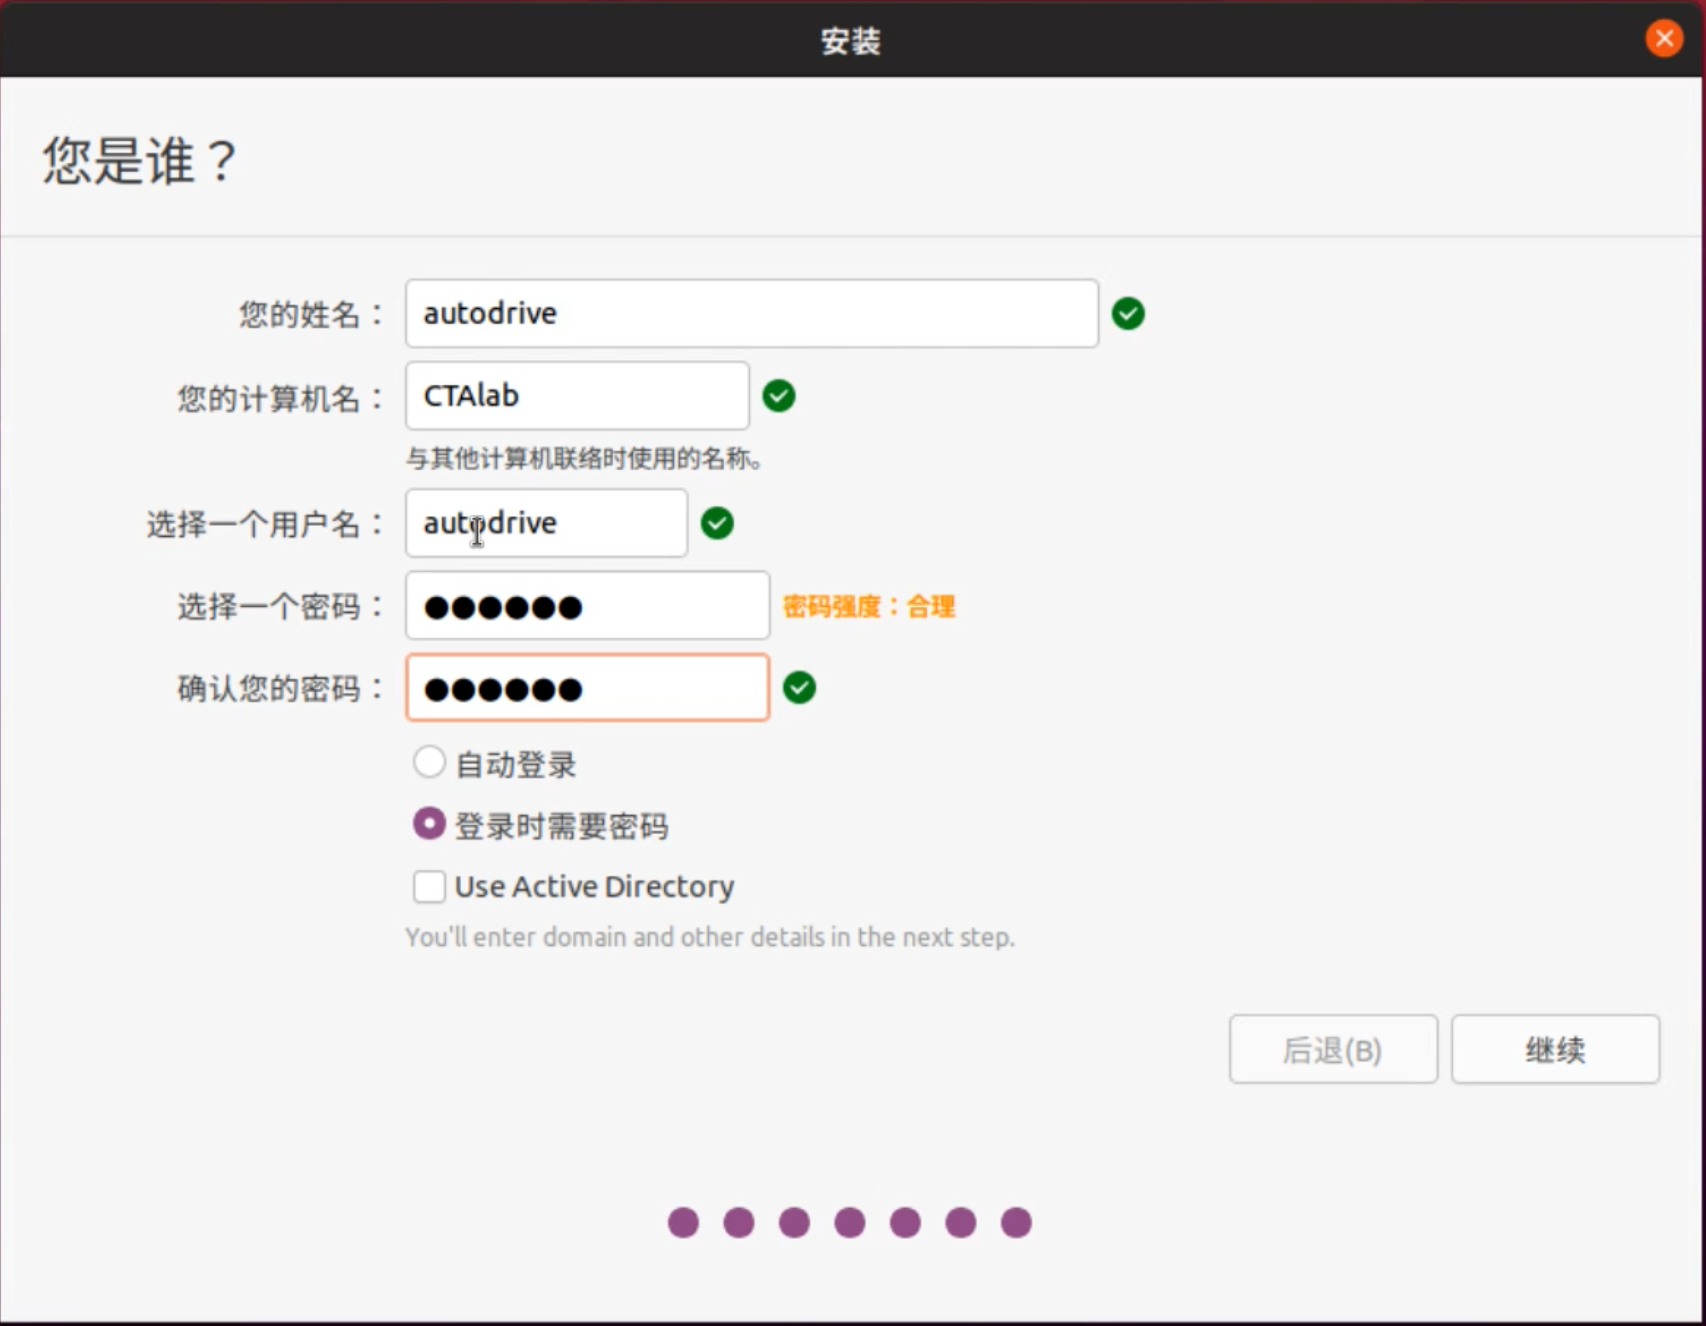 安装
您是谁？
您的姓名： autodrive
您的计算机名： CTAlab
与其他计算机联络时使用的名称。
选择一个用户名： autodrive
选择一个密码： ●●●●●● 密码强度：合理
确认您的密码： ●●●●●●
自动登录
登录时需要密码
Use Active Directory
You'll enter domain and other details in the next step.
后退(B) 继续